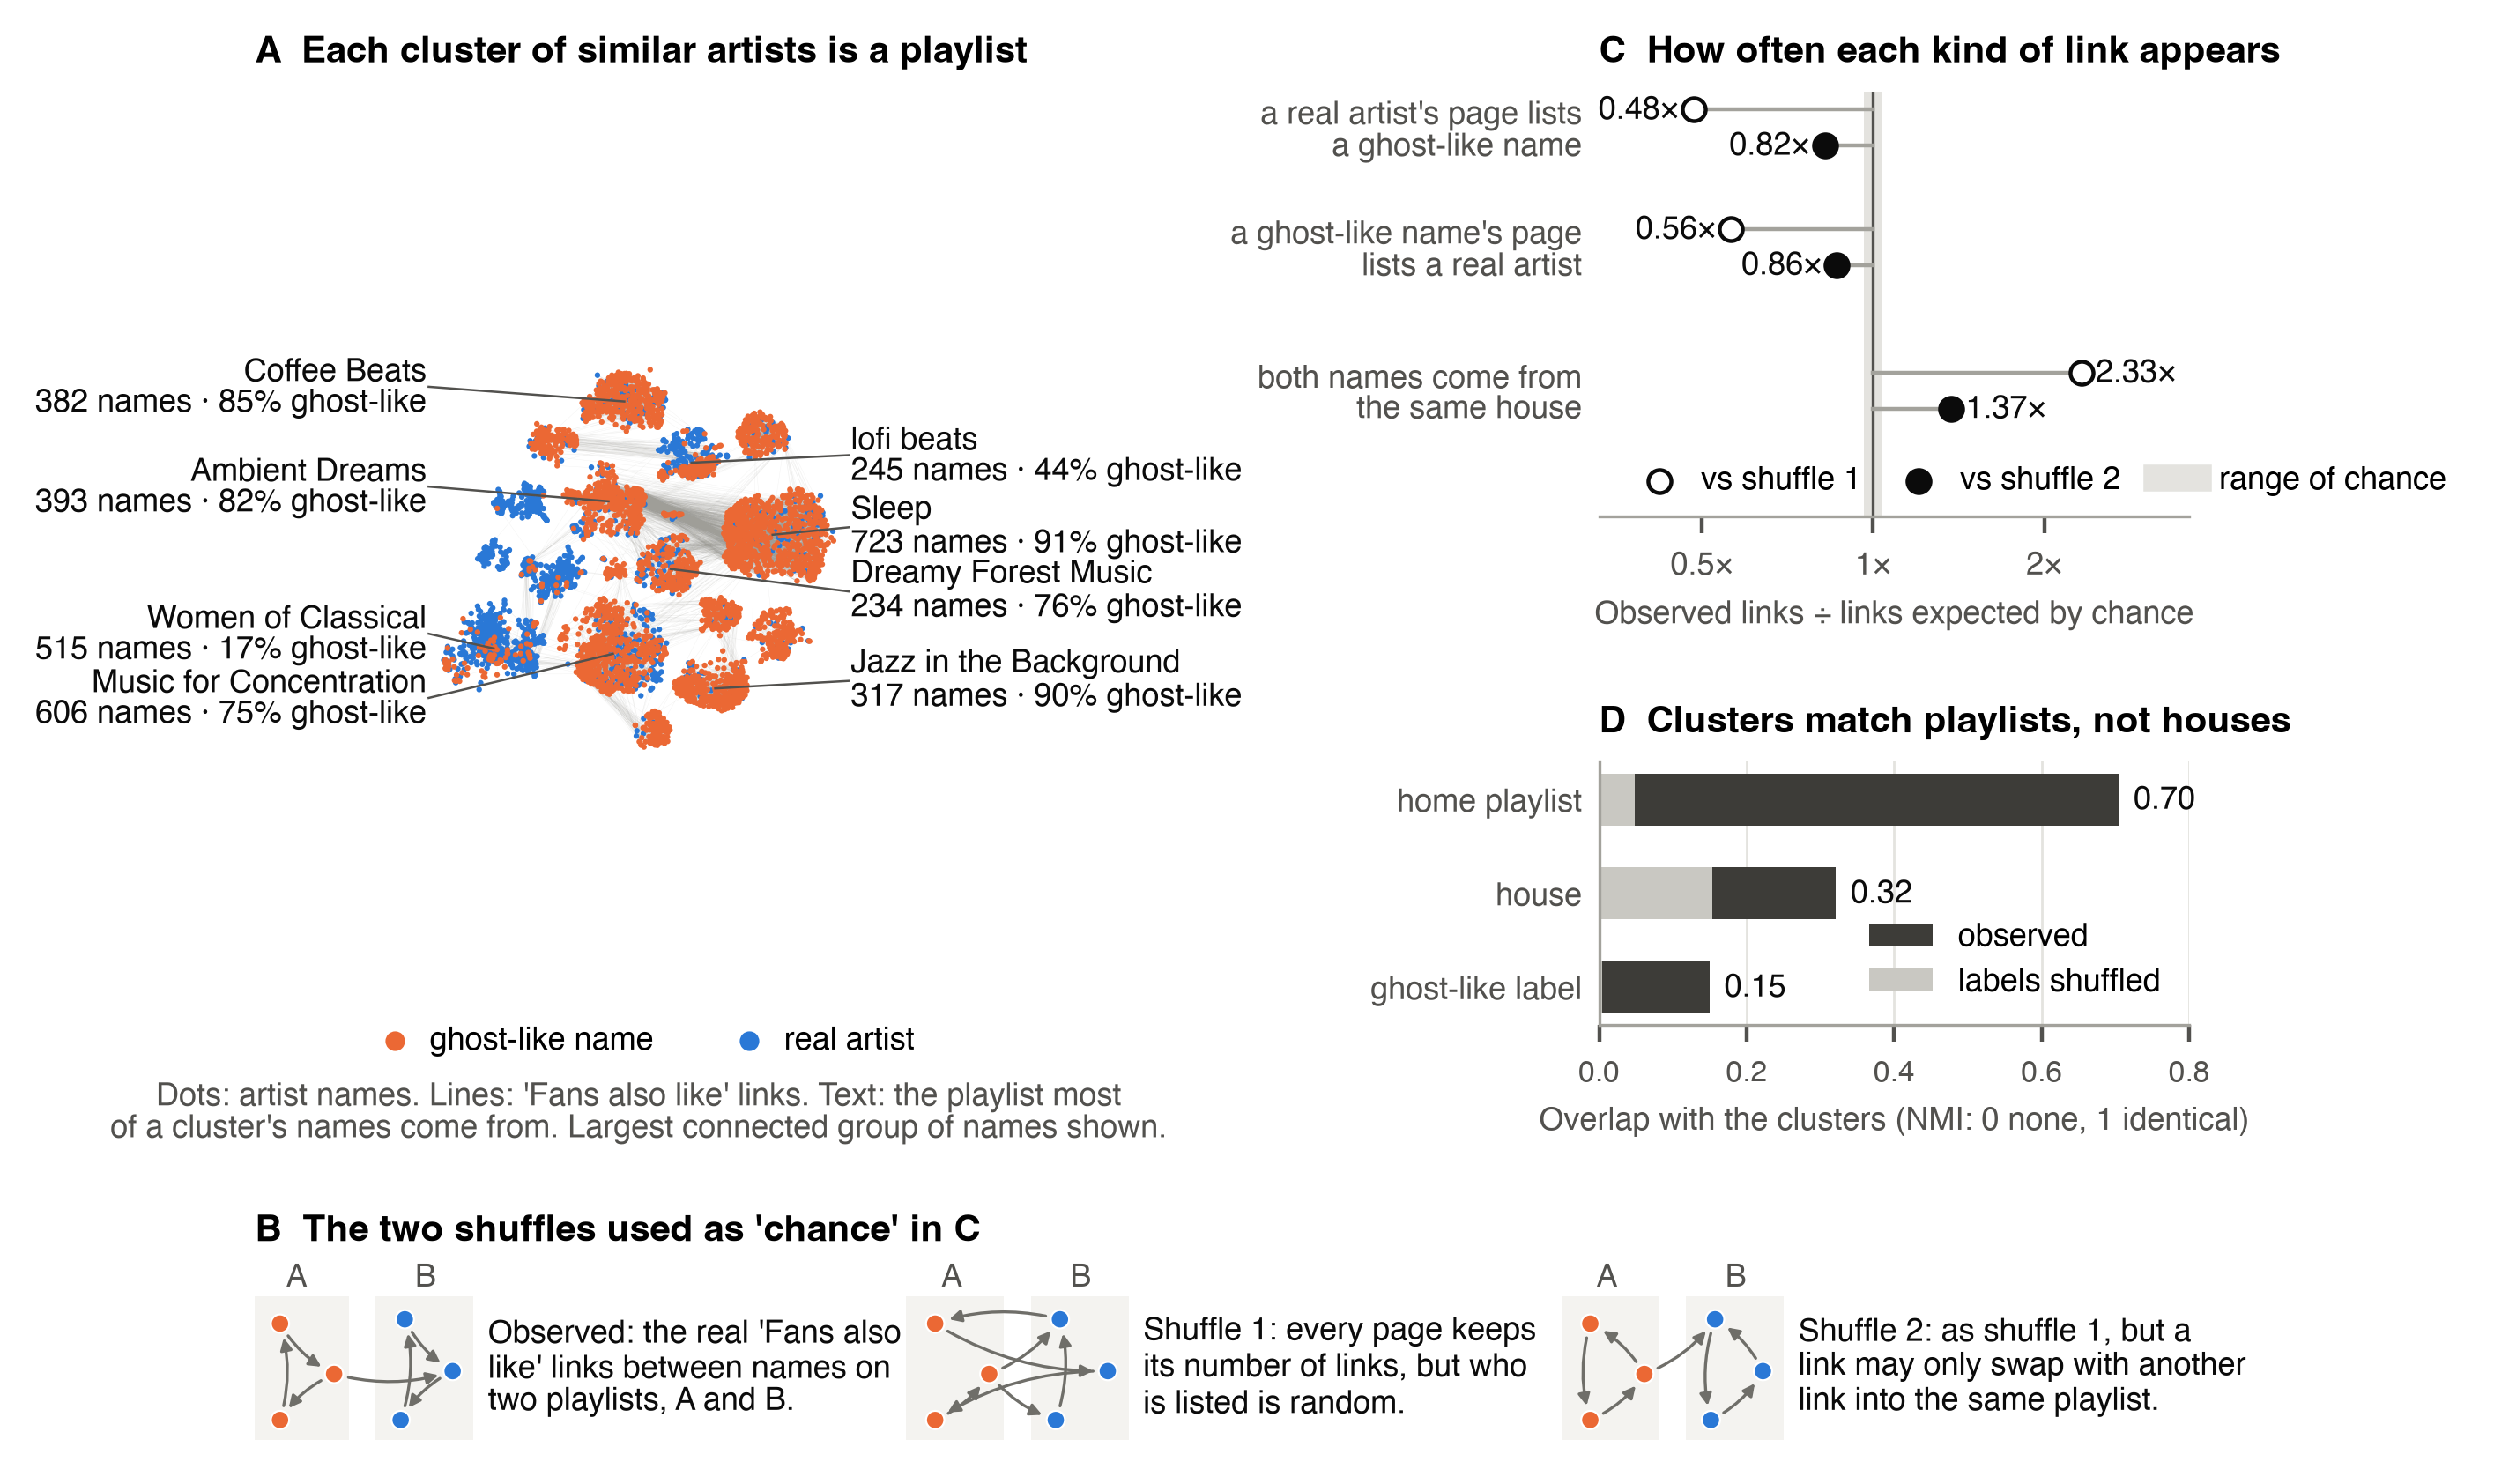 A Each cluster of similar artists is a playlist
Coffee Beats
382 names · 85% ghost-like
Ambient Dreams
393 names · 82% ghost-like
Women of Classical
515 names · 17% ghost-like
Music for Concentration
606 names · 75% ghost-like
lofi beats
245 names · 44% ghost-like
Sleep
723 names · 91% ghost-like
Dreamy Forest Music
234 names · 76% ghost-like
Jazz in the Background
317 names · 90% ghost-like
ghost-like name
real artist
Dots: artist names. Lines: 'Fans also like' links. Text: the playlist most
of a cluster's names come from. Largest connected group of names shown.
C How often each kind of link appears
a real artist's page lists
a ghost-like name
0.48×
0.82×
a ghost-like name's page
lists a real artist
0.56×
0.86×
both names come from
the same house
2.33×
1.37×
vs shuffle 1
vs shuffle 2
range of chance
0.5×
1×
2×
Observed links ÷ links expected by chance
D Clusters match playlists, not houses
home playlist
0.70
house
0.32
ghost-like label
0.15
observed
labels shuffled
0.0
0.2
0.4
0.6
0.8
Overlap with the clusters (NMI: 0 none, 1 identical)
B The two shuffles used as 'chance' in C
A
B
Observed: the real 'Fans also
like' links between names on
two playlists, A and B.
A
B
Shuffle 1: every page keeps
its number of links, but who
is listed is random.
A
B
Shuffle 2: as shuffle 1, but a
link may only swap with another
link into the same playlist.